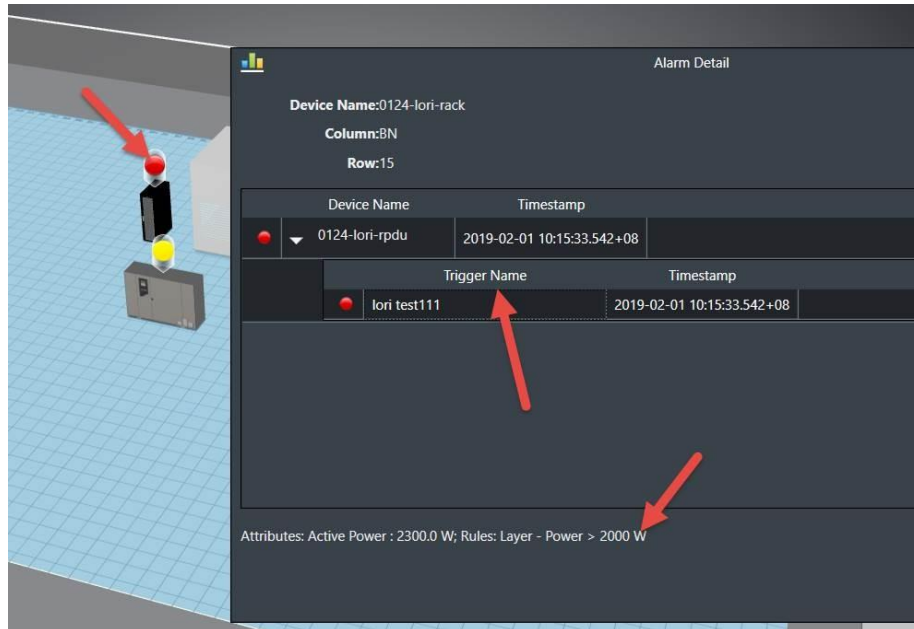 Alarm Detail
Device Name:0124-lori-rack
Column:BN
Row:15
Device Name Timestamp
0124-lori-rpdu 2019-02-01 10:15:33.542+08
Trigger Name Timestamp
lori test111 2019-02-01 10:15:33.542+08
Attributes: Active Power : 2300.0 W; Rules: Layer - Power > 2000 W